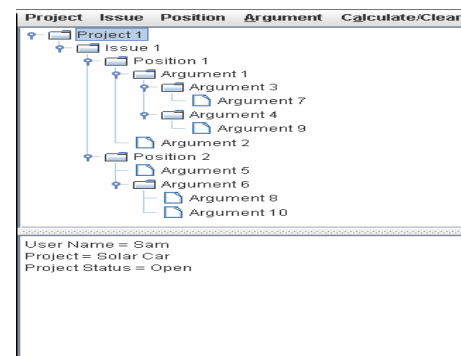 Project Issue Position Argument Calculate/Clear
Project 1
Issue 1
Position 1
Argument 1
Argument 3
Argument 7
Argument 4
Argument 9
Argument 2
Position 2
Argument 5
Argument 6
Argument 8
Argument 10
User Name = Sam
Project = Solar Car
Project Status = Open